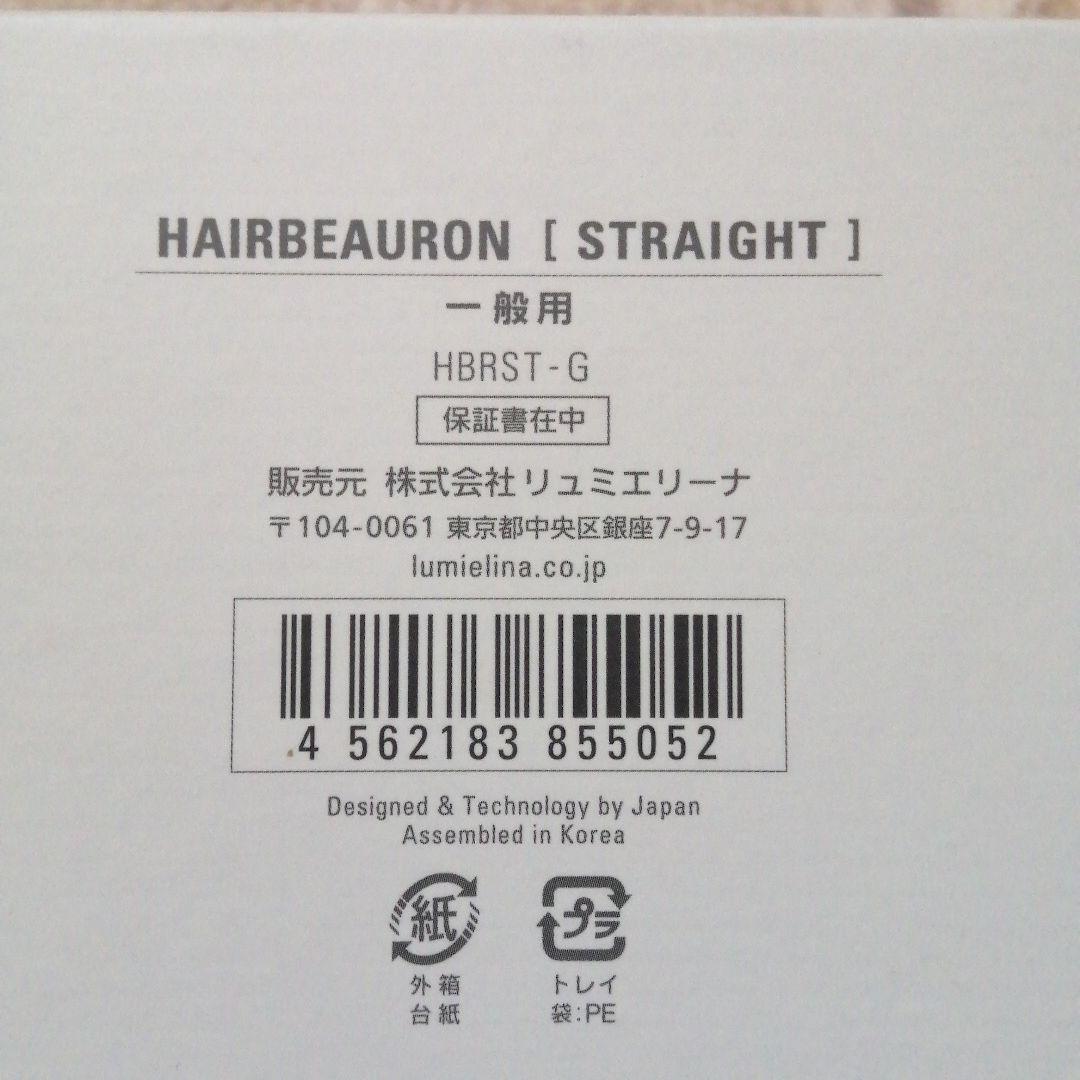 HAIRBEAURON [ STRAIGHT ]
一般用
HBRST-G
保証書在中
販売元 株式会社リュミエリーナ
〒104-0061 東京都中央区銀座7-9-17
lumielina.co.jp
4 562183 855052
Designed & Technology by Japan
Assembled in Korea
紙 プラ
外箱 トレイ
台紙 袋:PE